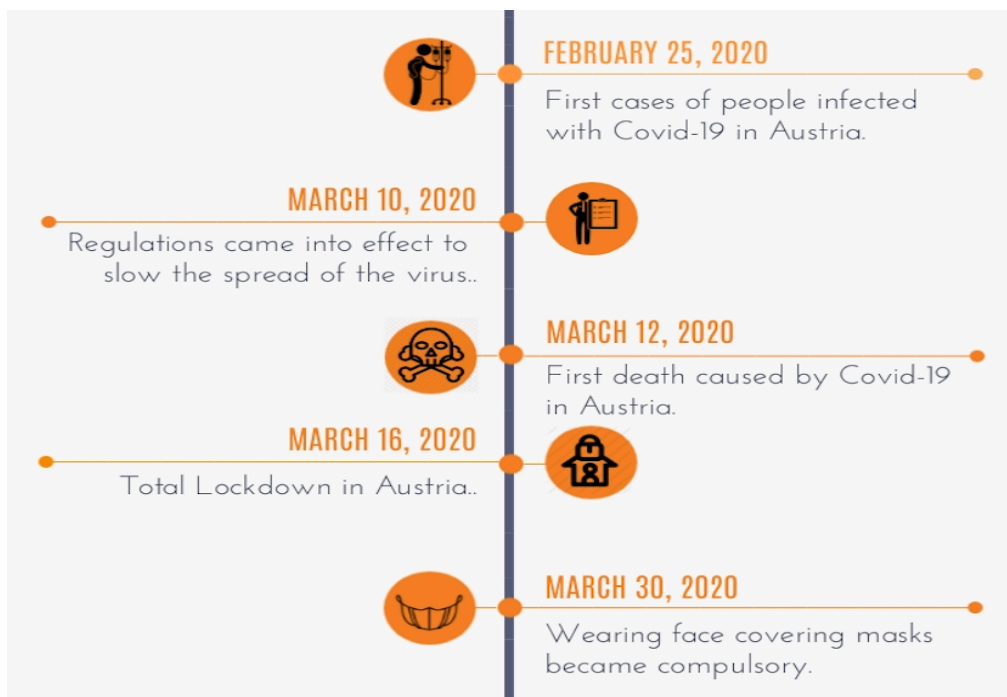 FEBRUARY 25, 2020
First cases of people infected
with Covid-19 in Austria.
MARCH 10, 2020
Regulations came into effect to
slow the spread of the virus..
MARCH 12, 2020
First death caused by Covid-19
in Austria.
MARCH 16, 2020
Total Lockdown in Austria..
MARCH 30, 2020
Wearing face covering masks
became compulsory.